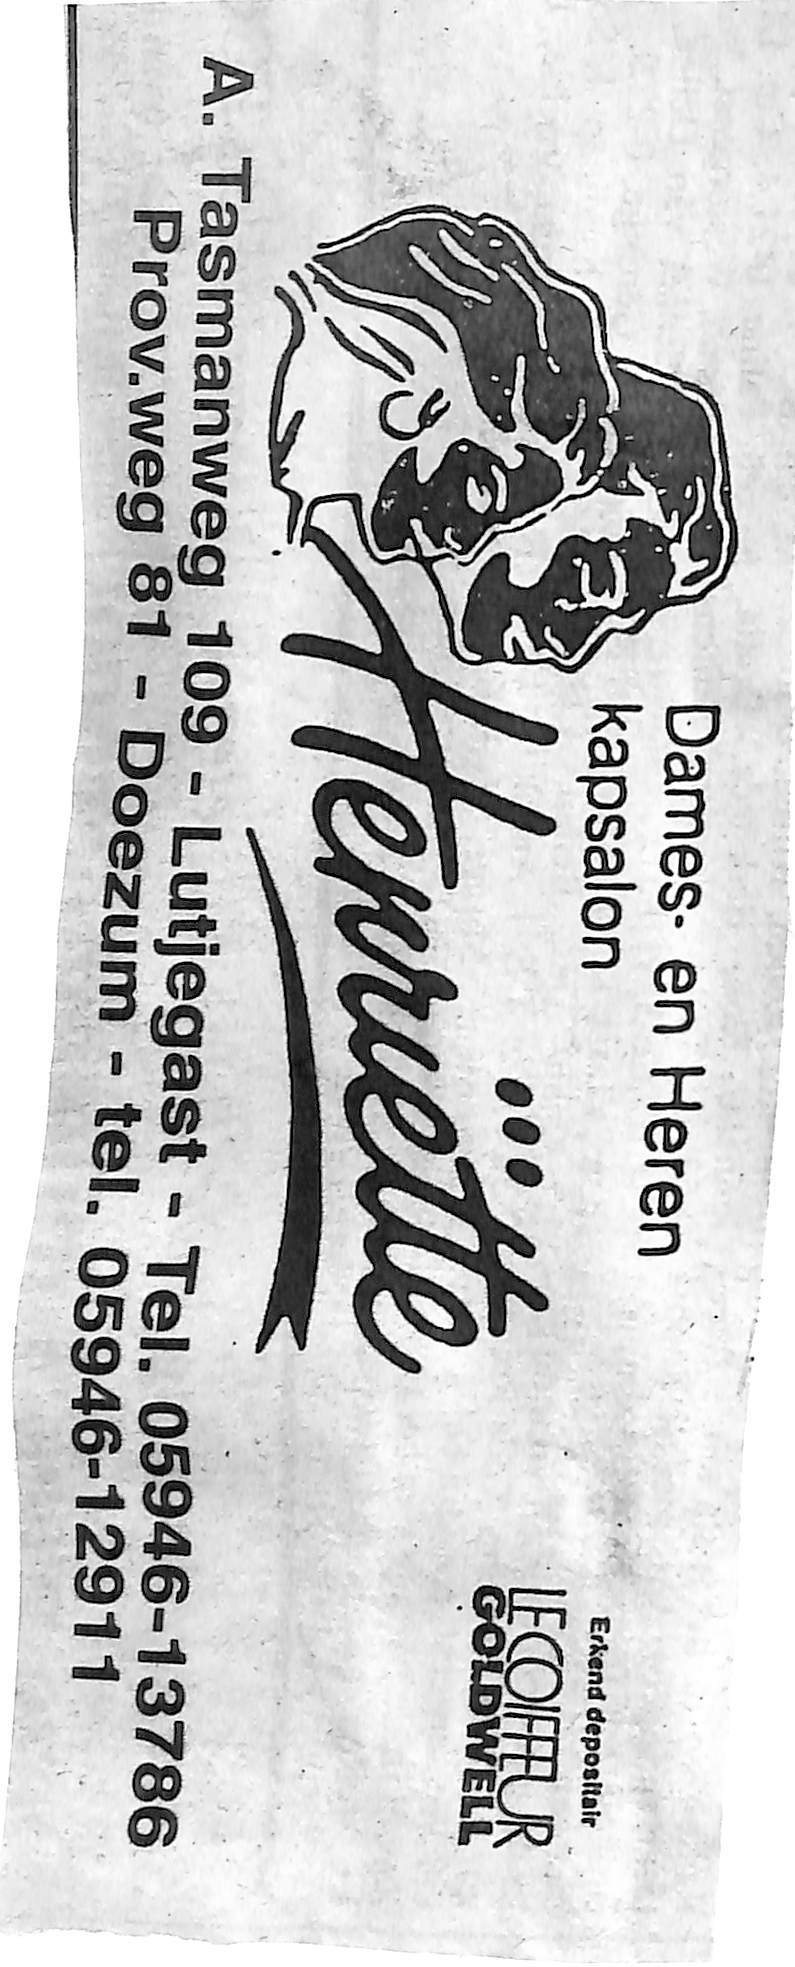 Dames- en Heren
kapsalon
Henriëtte
Erkend depositair
LE COIFFEUR
GOLDWELL
A. Tasmanweg 109 - Lutjegast - Tel. 05946-13786
Prov.weg 81 - Doezum - tel. 05946-12911